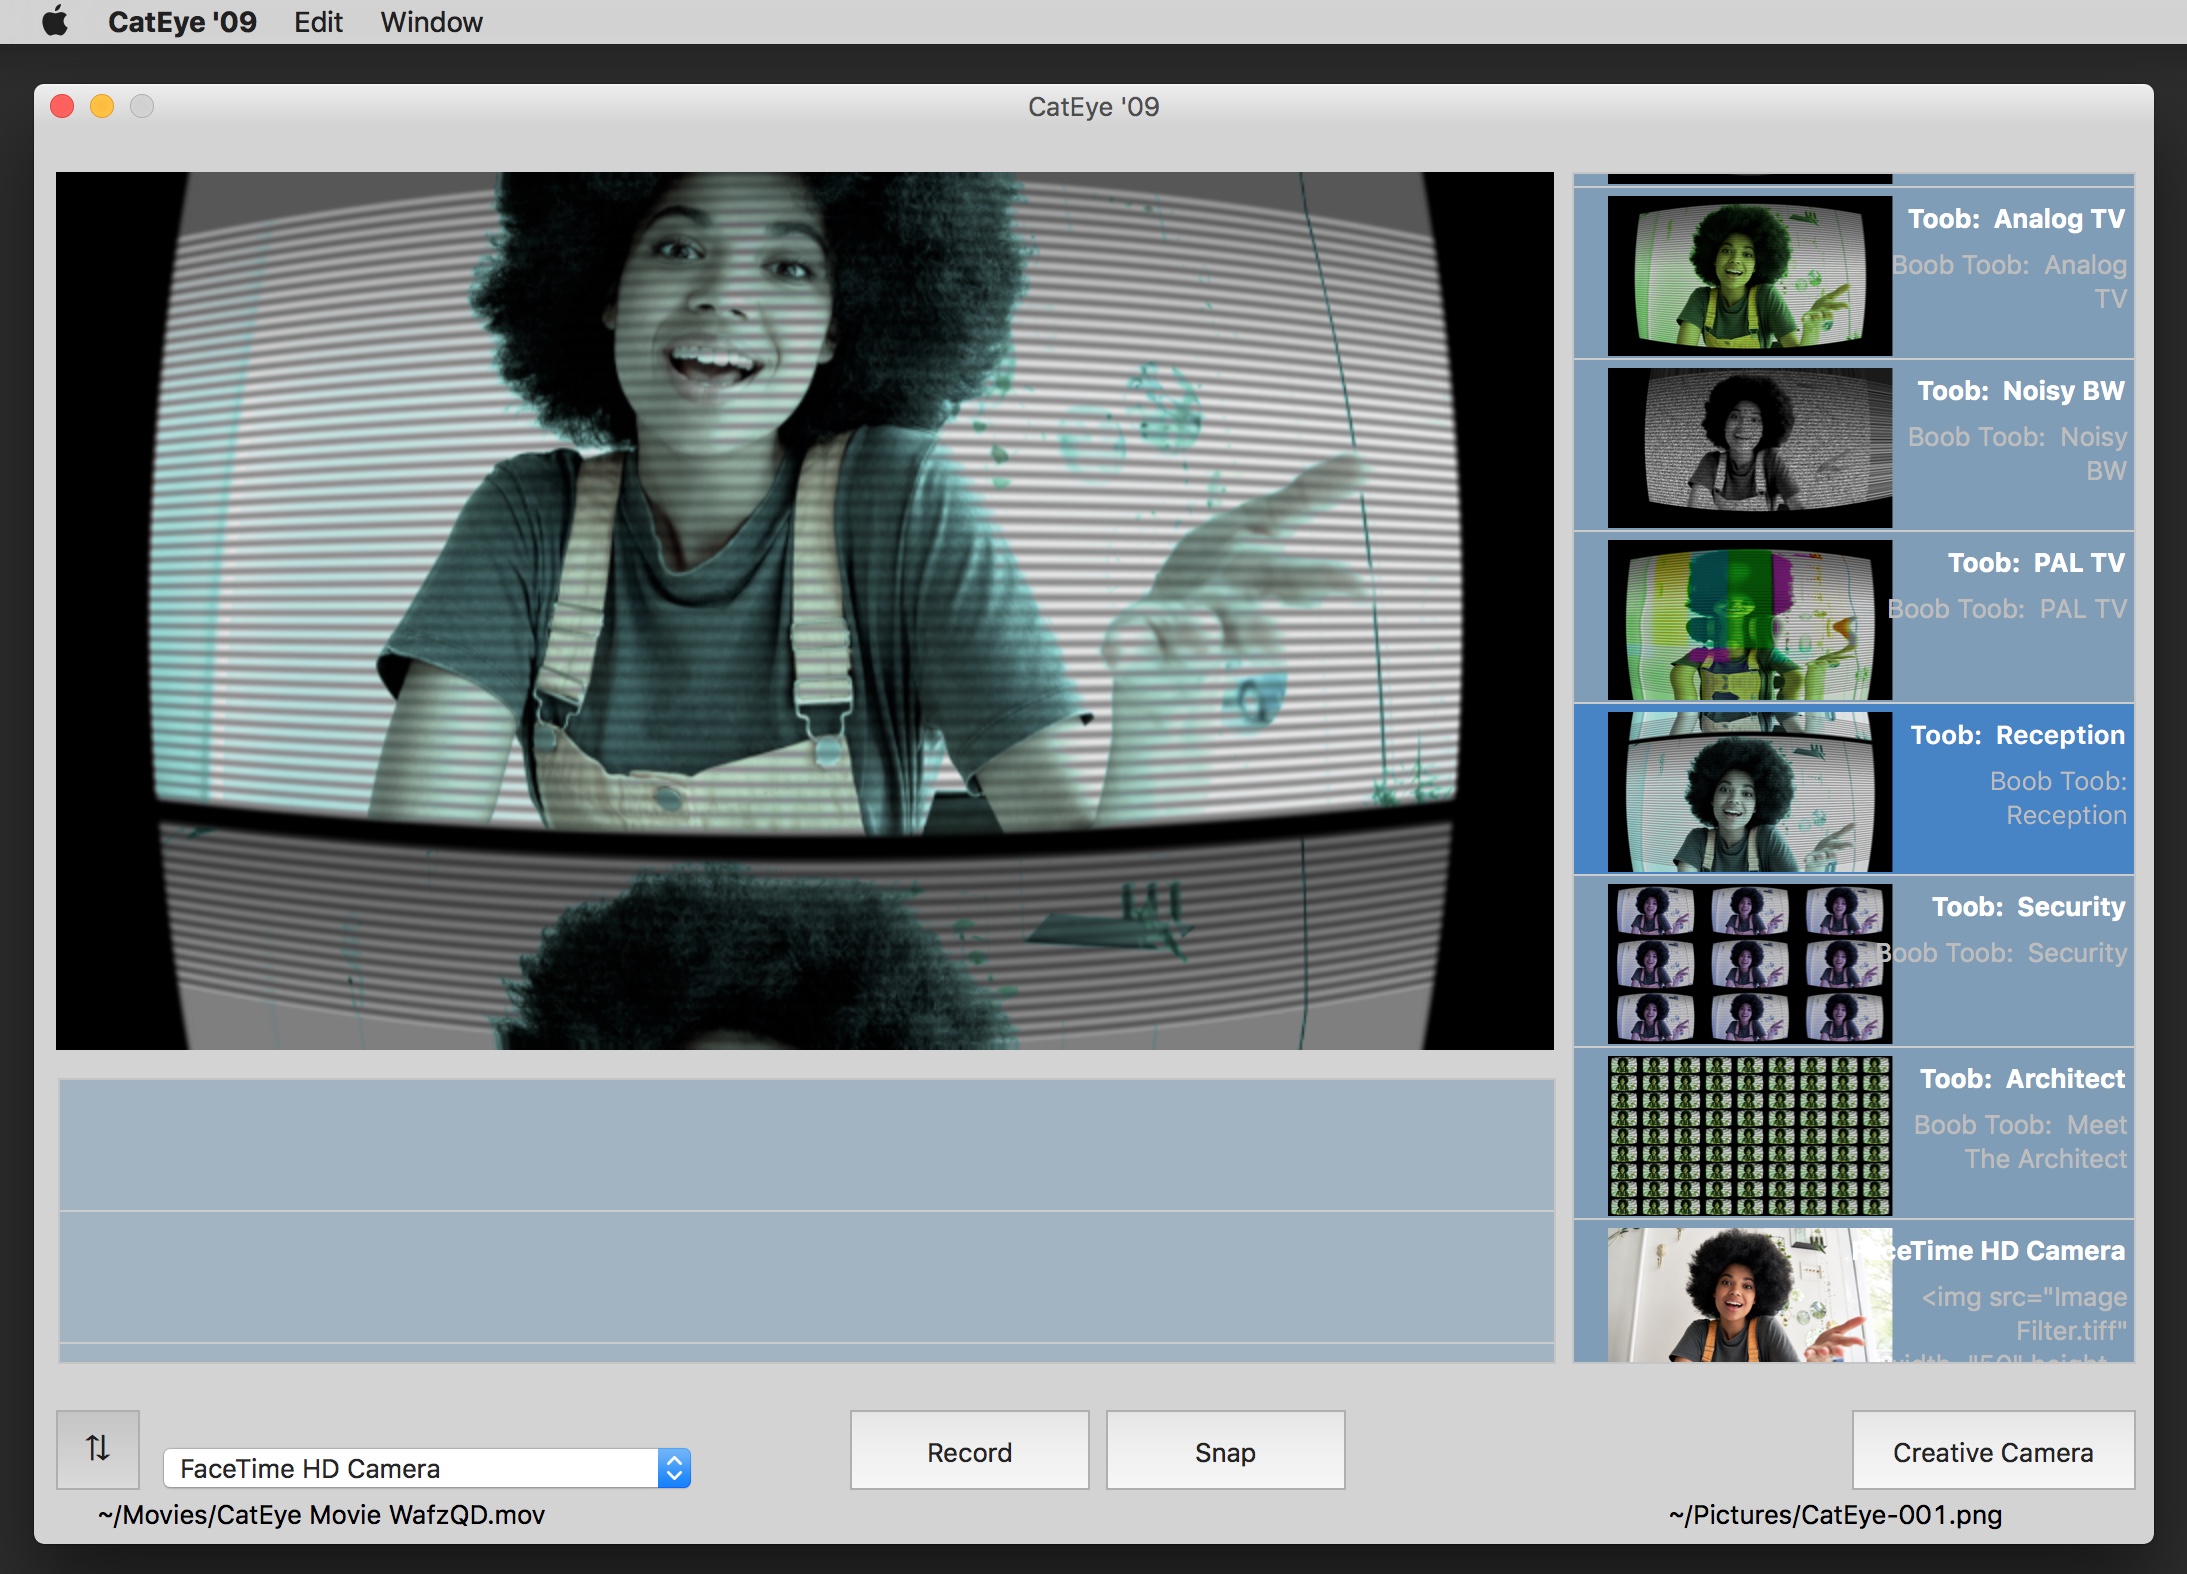 CatEye '09 Edit Window
CatEye '09
Toob: Analog TV
Boob Toob: Analog
TV
Toob: Noisy BW
Boob Toob: Noisy
BW
Toob: PAL TV
Boob Toob: PAL TV
Toob: Reception
Boob Toob:
Reception
Toob: Security
Boob Toob: Security
Toob: Architect
Boob Toob: Meet
The Architect
HD Camera
<img src="Image
Filter.tiff"
FaceTime HD Camera
Record
Snap
Creative Camera
~/Movies/CatEye Movie WafzQD.mov
~/Pictures/CatEye-001.png